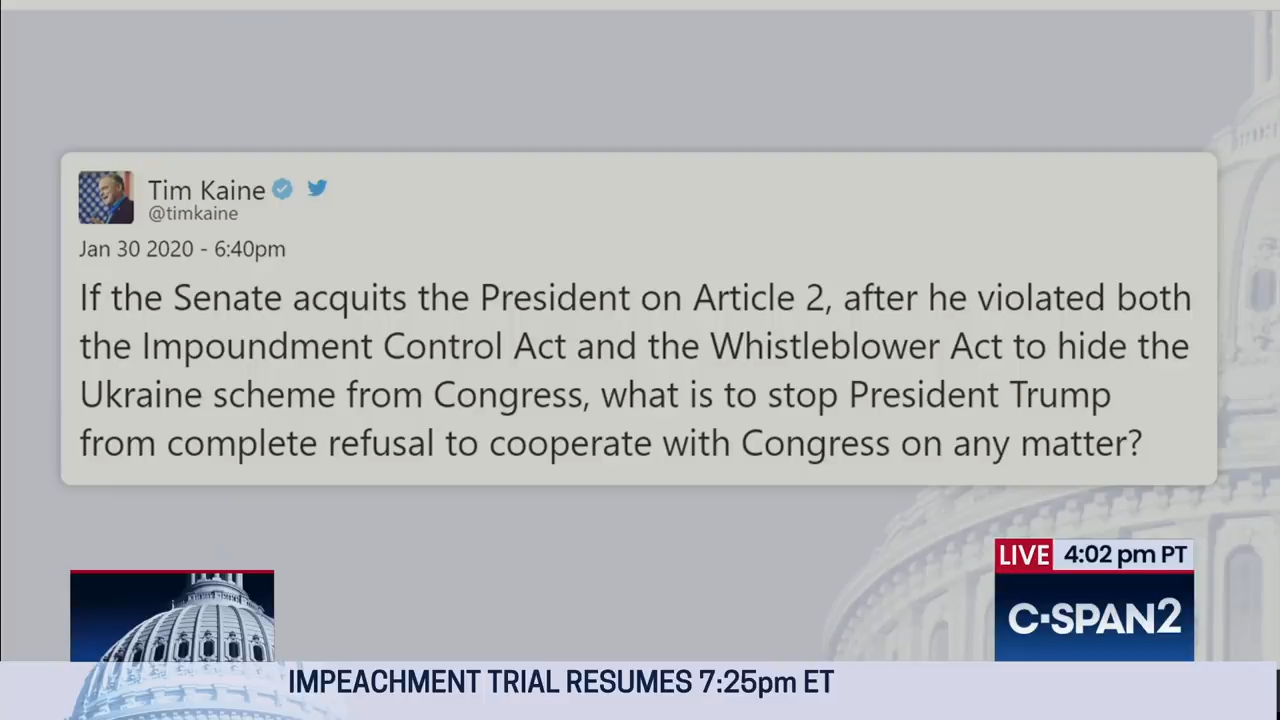 Tim Kaine
@timkaine
Jan 30 2020 - 6:40pm
If the Senate acquits the President on Article 2, after he violated both
the Impoundment Control Act and the Whistleblower Act to hide the
Ukraine scheme from Congress, what is to stop President Trump
from complete refusal to cooperate with Congress on any matter?
LIVE 4:02 pm PT
C-SPAN2
IMPEACHMENT TRIAL RESUMES 7:25pm ET